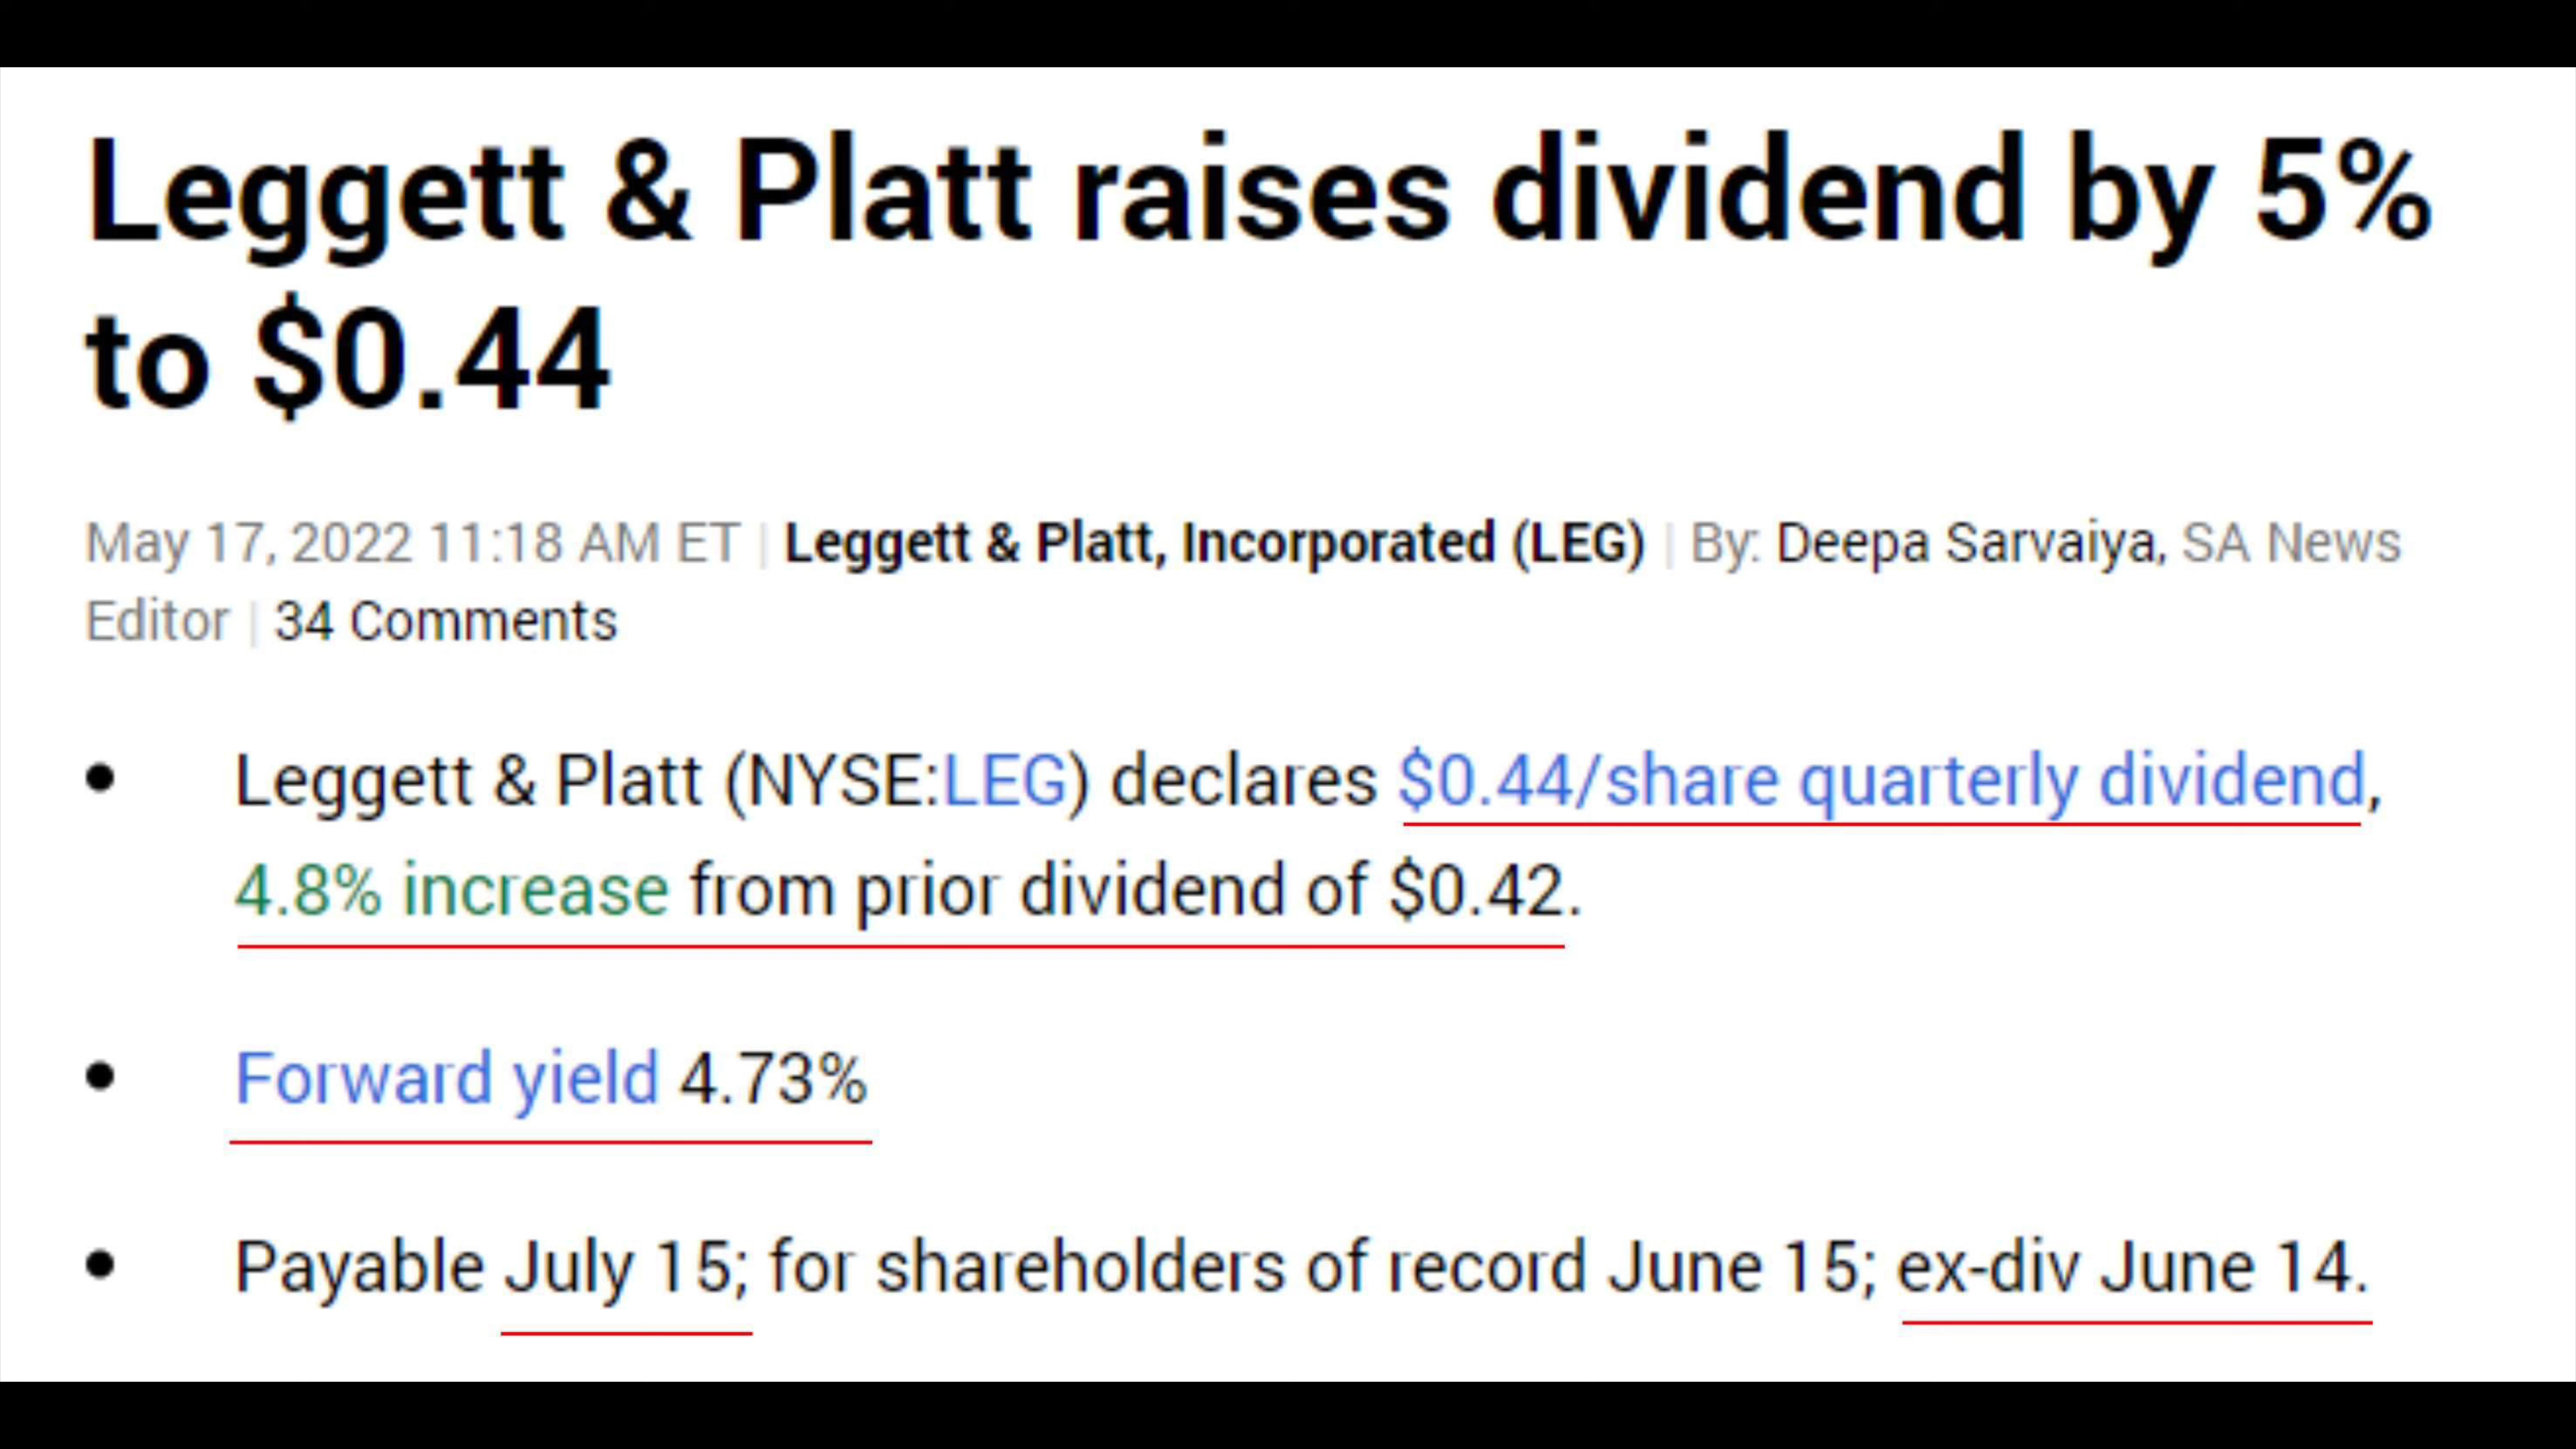 Leggett & Platt raises dividend by 5%
to $0.44
May 17, 2022 11:18 AM ET | Leggett & Platt, Incorporated (LEG) | By: Deepa Sarvaiya, SA News
Editor | 34 Comments
• Leggett & Platt (NYSE:LEG) declares $0.44/share quarterly dividend,
4.8% increase from prior dividend of $0.42.
• Forward yield 4.73%
• Payable July 15; for shareholders of record June 15; ex-div June 14.